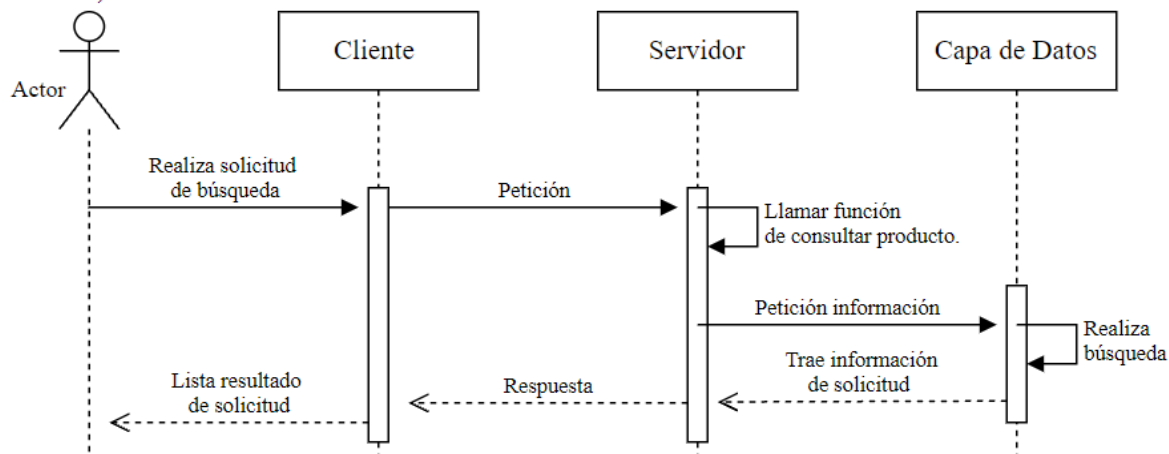 Cliente
Servidor
Capa de Datos
Actor
Realiza solicitud
de búsqueda
Petición
Llamar función
de consultar producto.
Petición información
Realiza
búsqueda
Trae información
de solicitud
Respuesta
Lista resultado
de solicitud